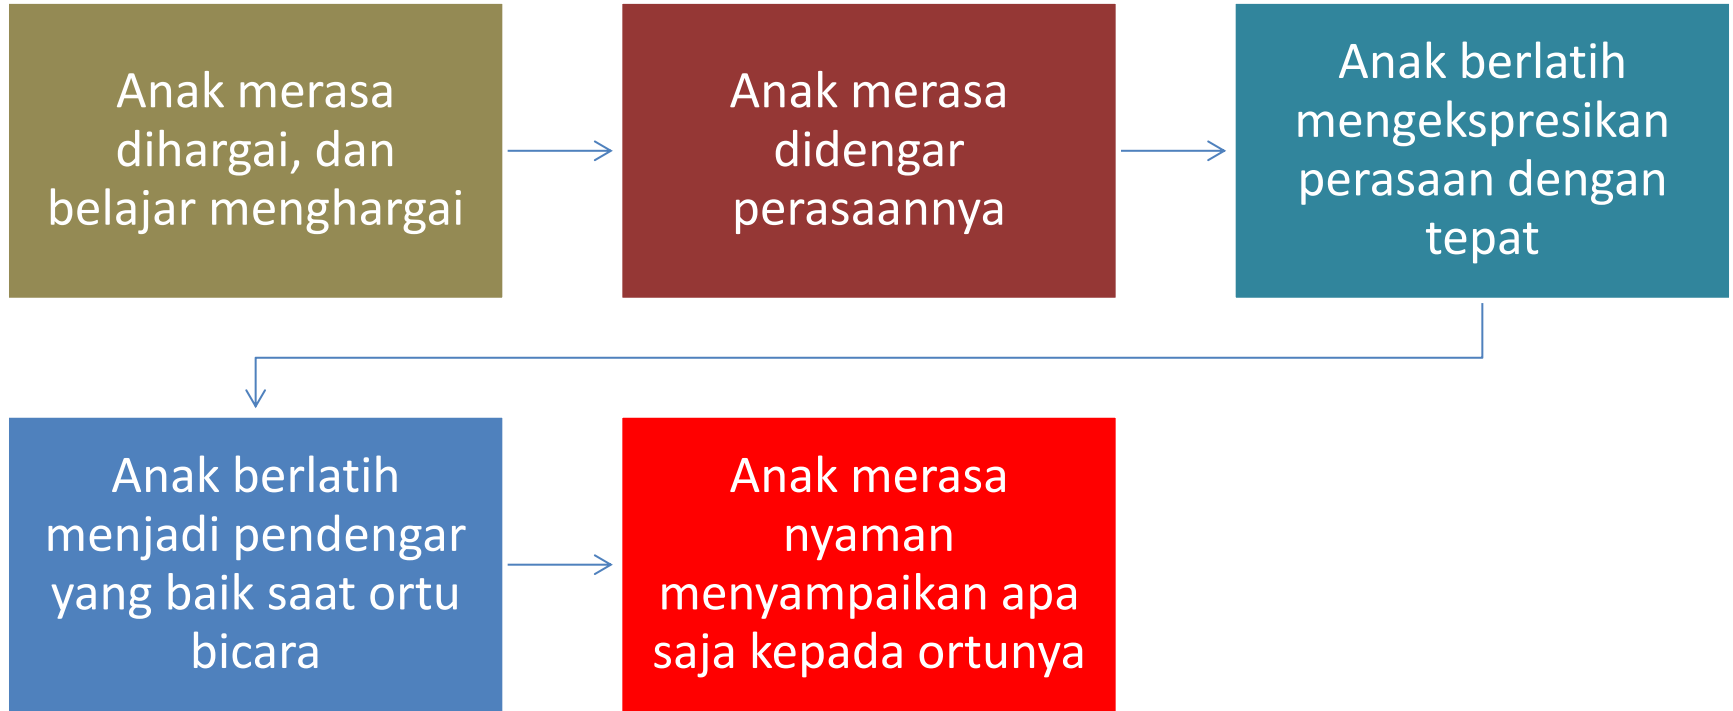 Anak merasa
dihargai, dan
belajar menghargai
Anak merasa
didengar
perasaannya
Anak berlatih
mengekspresikan
perasaan dengan
tepat
Anak berlatih
menjadi pendengar
yang baik saat ortu
bicara
Anak merasa
nyaman
menyampaikan apa
saja kepada ortunya